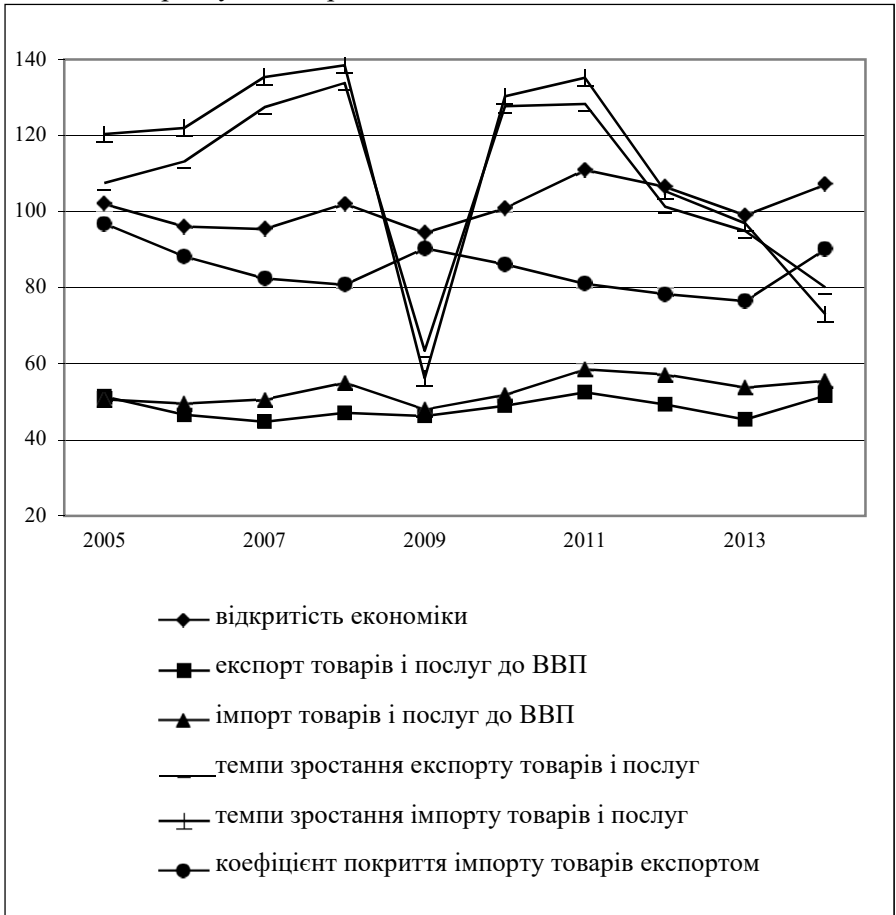 140
120
100
80
60
40
20
2005 2007 2009 2011 2013
відкритість економіки
експорт товарів і послуг до ВВП
імпорт товарів і послуг до ВВП
темпи зростання експорту товарів і послуг
темпи зростання імпорту товарів і послуг
коефіцієнт покриття імпорту товарів експортом